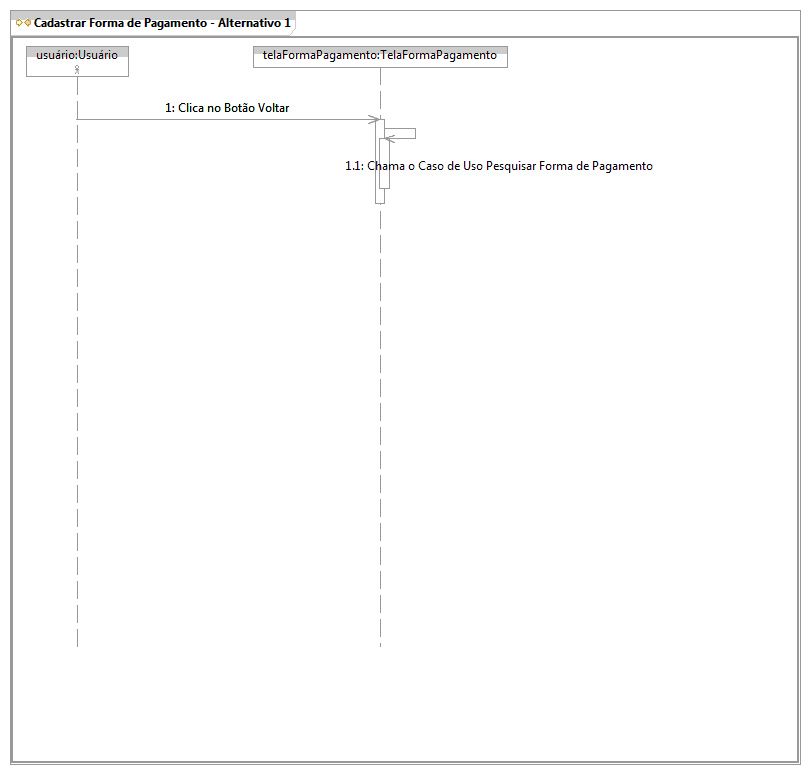 Cadastrar Forma de Pagamento - Alternativo 1
usuário:Usuário
telaFormaPagamento:TelaFormaPagamento
1: Clica no Botão Voltar
1.1: Chama o Caso de Uso Pesquisar Forma de Pagamento